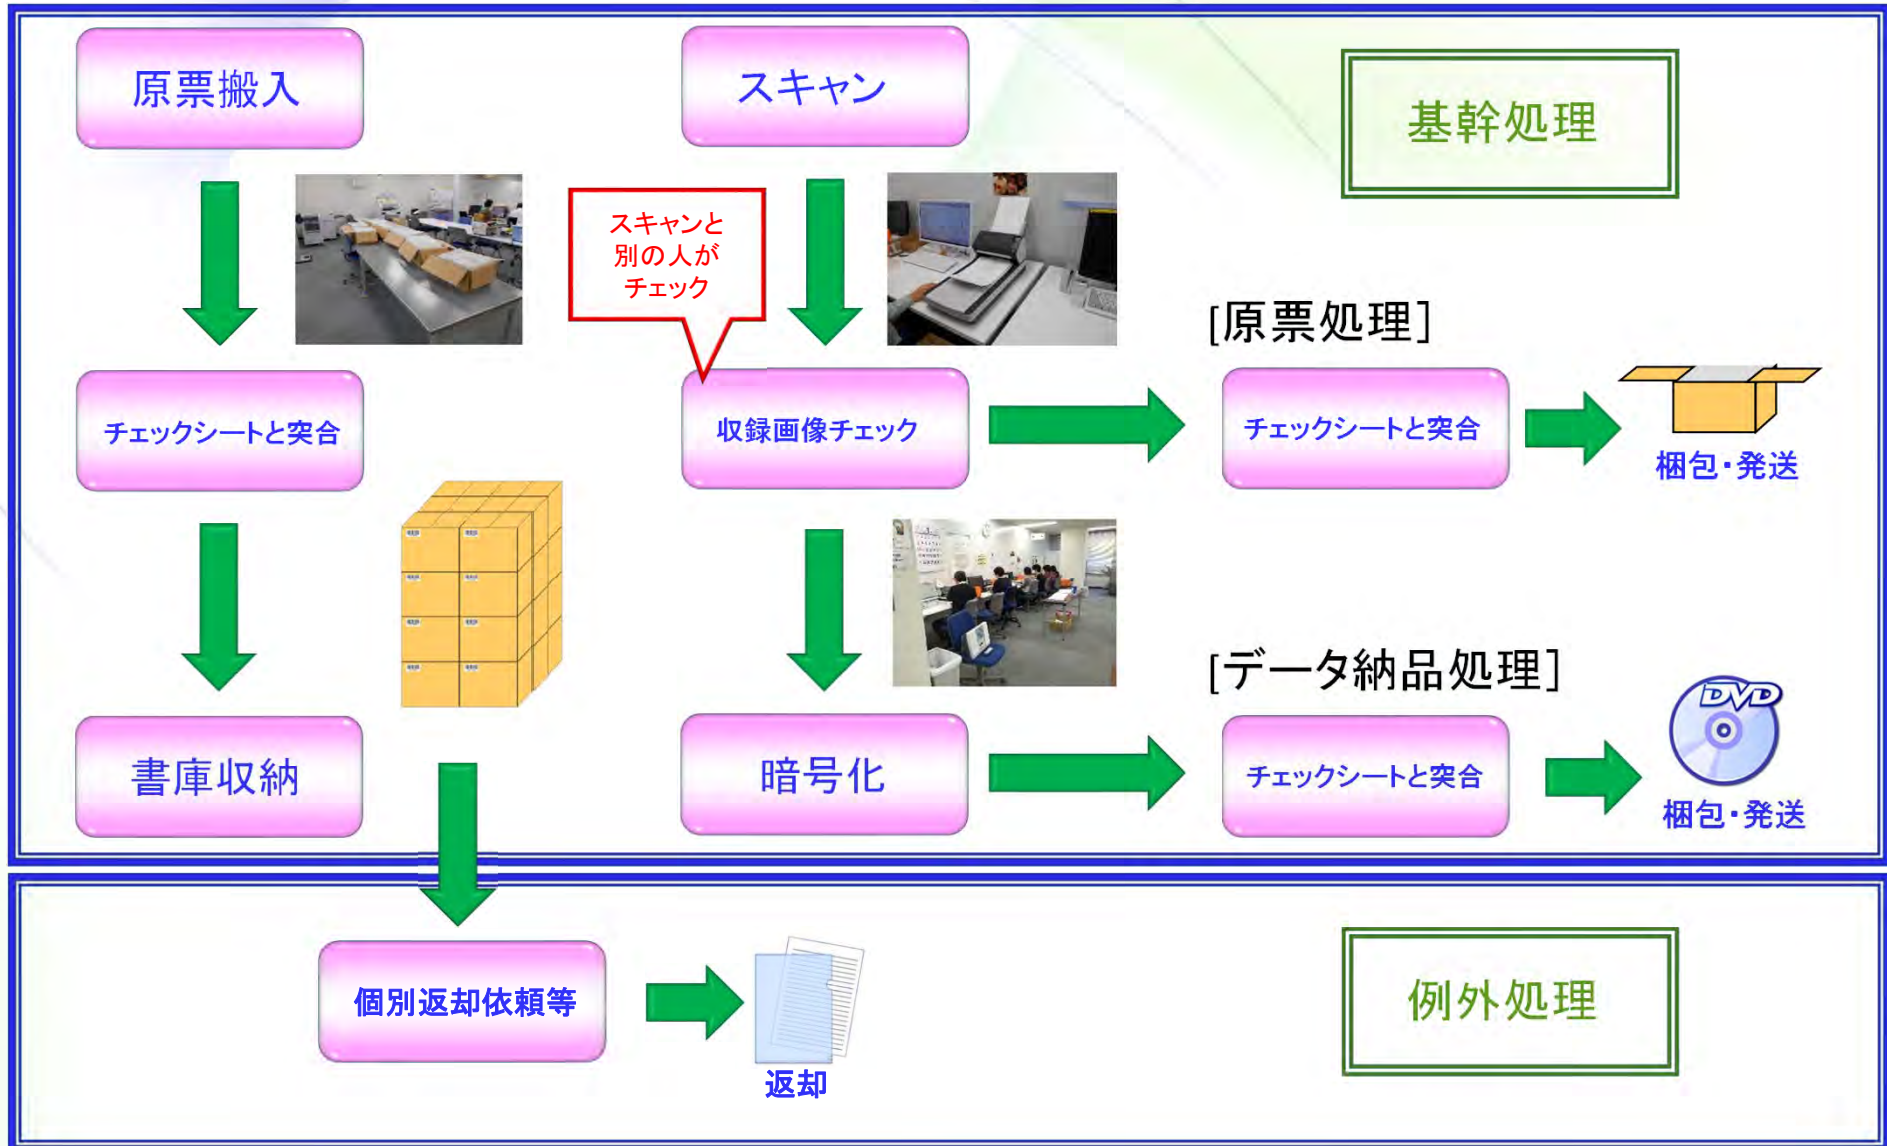 原票搬入
スキャン
基幹処理
スキャンと
別の人が
チェック
[原票処理]
チェックシートと突合
収録画像チェック
チェックシートと突合
梱包・発送
[データ納品処理]
書庫収納
暗号化
チェックシートと突合
DVD
梱包・発送
個別返却依頼等
返却
例外処理